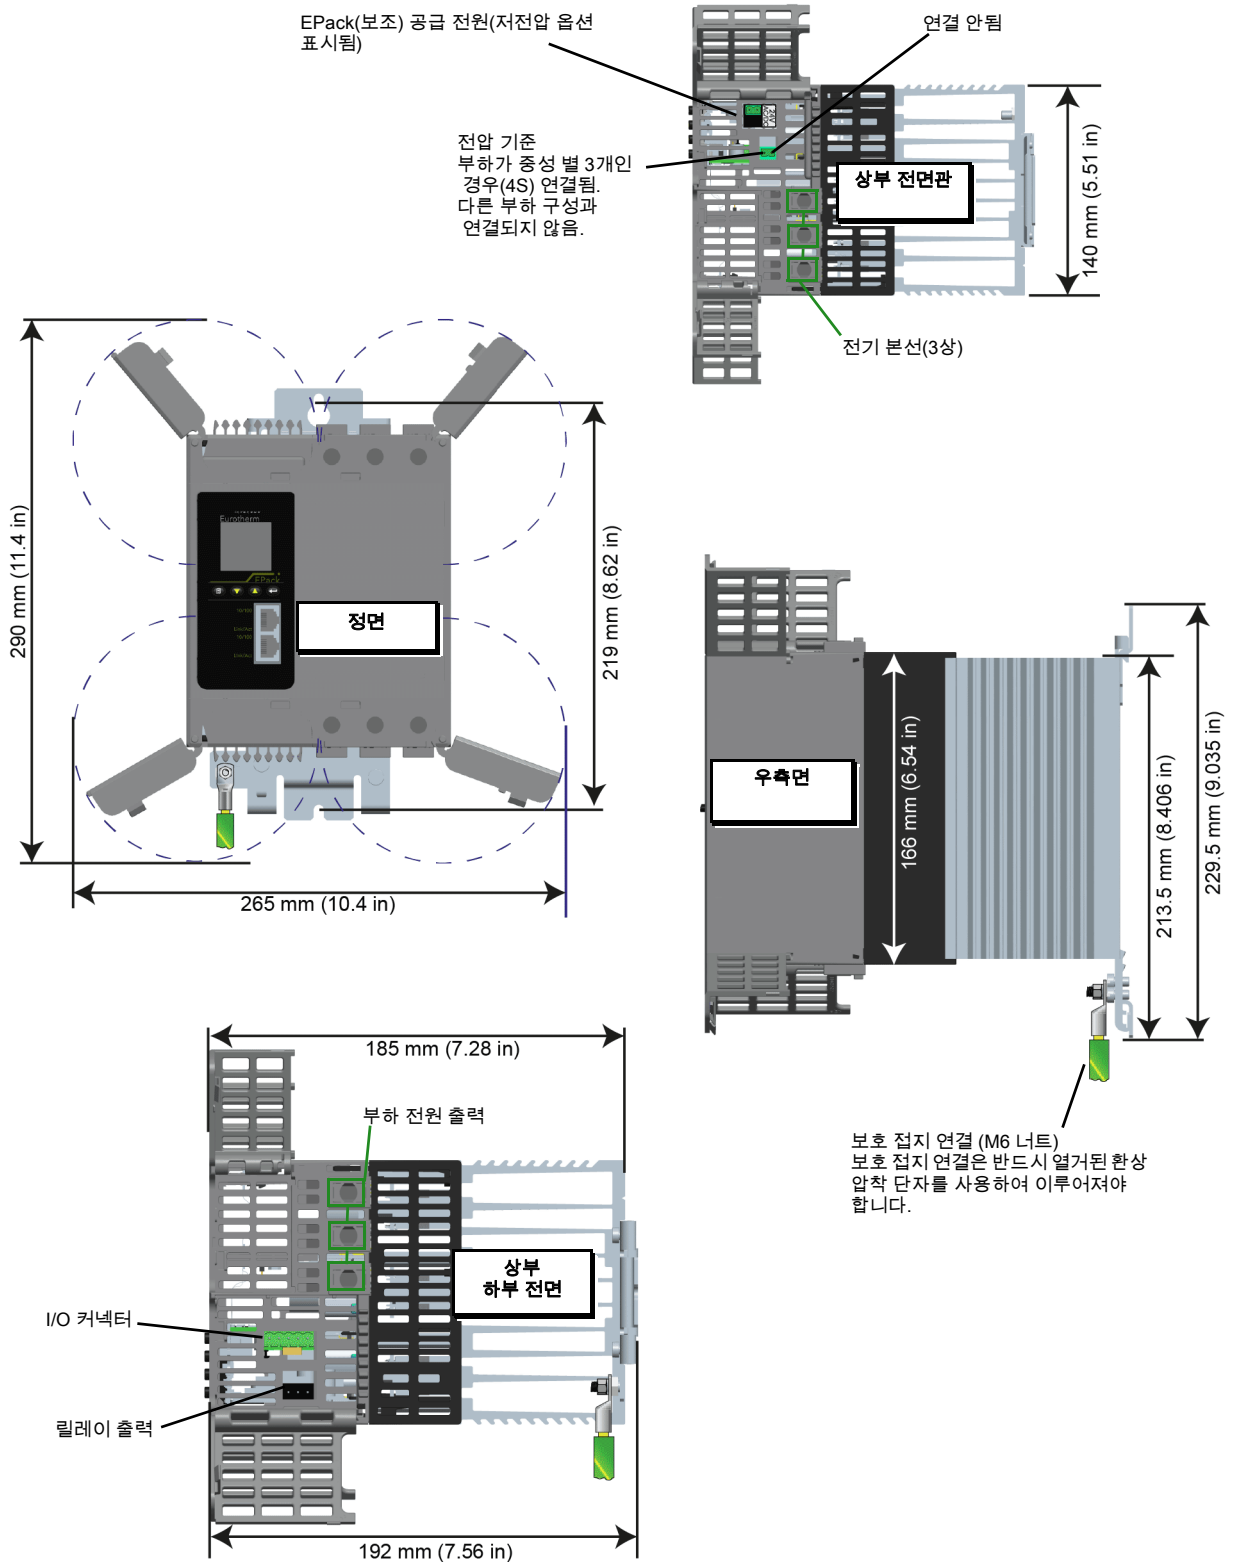 EPack(보조) 공급 전원(저전압 옵션
표시됨)
연결 안됨
전압 기준
부하가 중성 별 3개인
경우(4S) 연결됨.
다른 부하 구성과
연결되지 않음.
상부 전면관
140 mm (5.51 in)
전기 본선(3상)
290 mm (11.4 in)
Eurotherm
EPack
10/100
10/100
정면
219 mm (8.62 in)
265 mm (10.4 in)
우측면
166 mm (6.54 in)
213.5 mm (8.406 in)
229.5 mm (9.035 in)
보호 접지 연결 (M6 너트)
보호 접지 연결은 반드시 열거된 환상
압착 단자를 사용하여 이루어져야
합니다.
185 mm (7.28 in)
부하 전원 출력
상부
하부 전면
I/O 커넥터
릴레이 출력
192 mm (7.56 in)